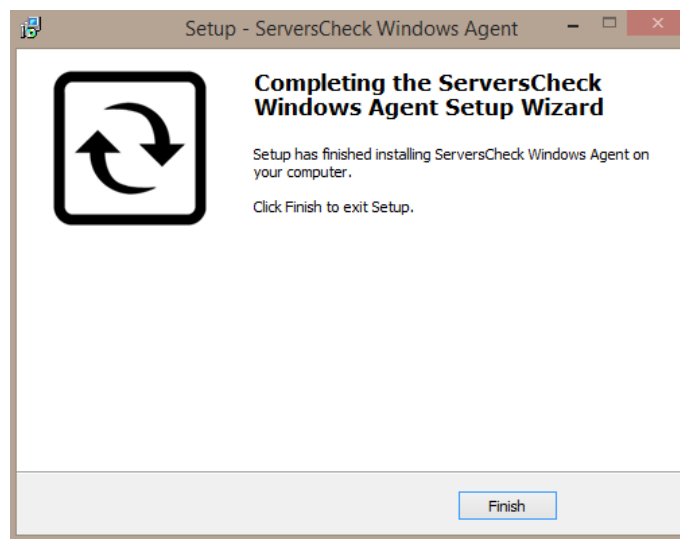 Setup - ServersCheck Windows Agent
Completing the ServersCheck
Windows Agent Setup Wizard
Setup has finished installing ServersCheck Windows Agent on
your computer.
Click Finish to exit Setup.
Finish